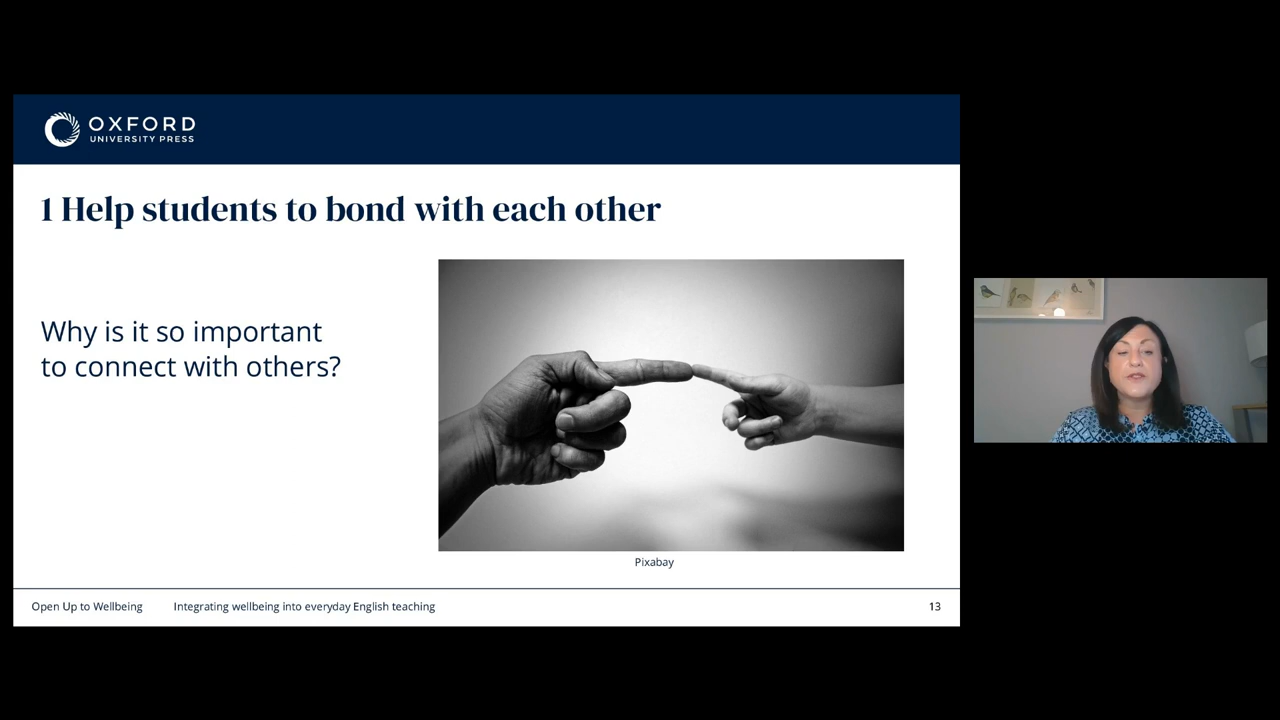 OXFORD
UNIVERSITY PRESS
1 Help students to bond with each other
Why is it so important
to connect with others?
Pixabay
Open Up to Wellbeing Integrating wellbeing into everyday English teaching 13